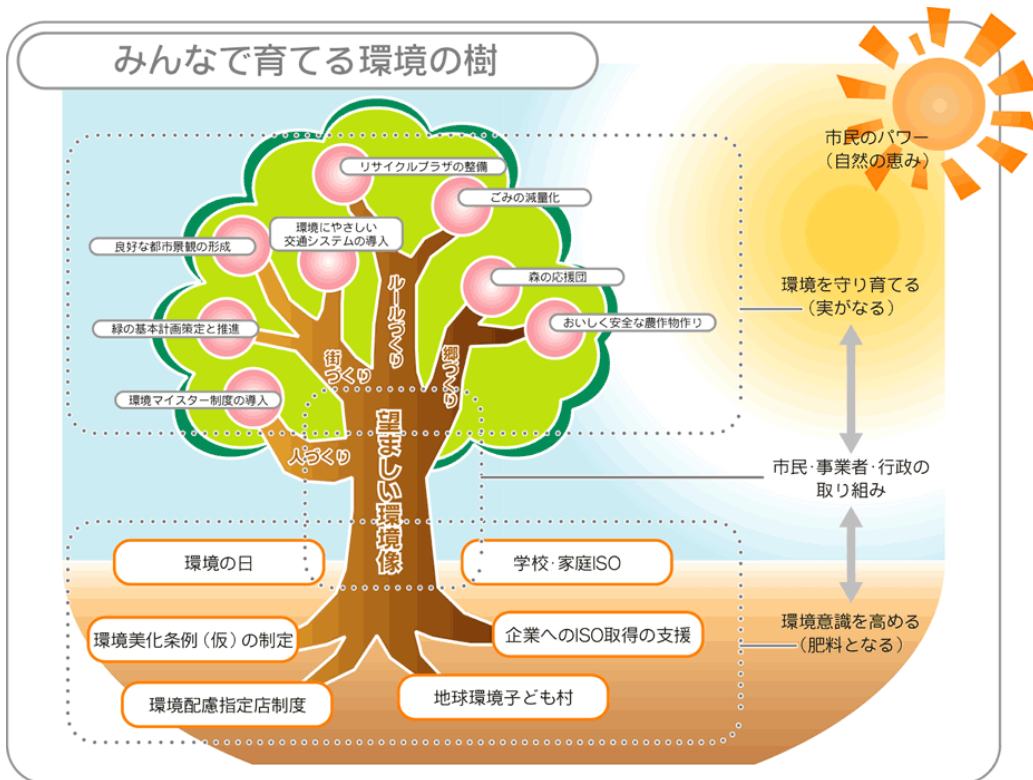 みんなで育てる環境の樹
市民のパワー
（自然の恵み）
リサイクルプラザの整備
ごみの減量化
環境にやさしい
交通システムの導入
良好な都市景観の形成
森の応援団
おいしく安全な農作物作り
緑の基本計画策定と推進
環境マイスター制度の導入
ルールづくり
街
づくり
郷づくり
人づくり
望ましい環境像
環境を守り育てる
（実がなる）
市民・事業者・行政の
取り組み
環境意識を高める
（肥料となる）
環境の日
学校・家庭ISO
環境美化条例（仮）の制定
企業へのISO取得の支援
環境配慮指定店制度
地球環境子ども村